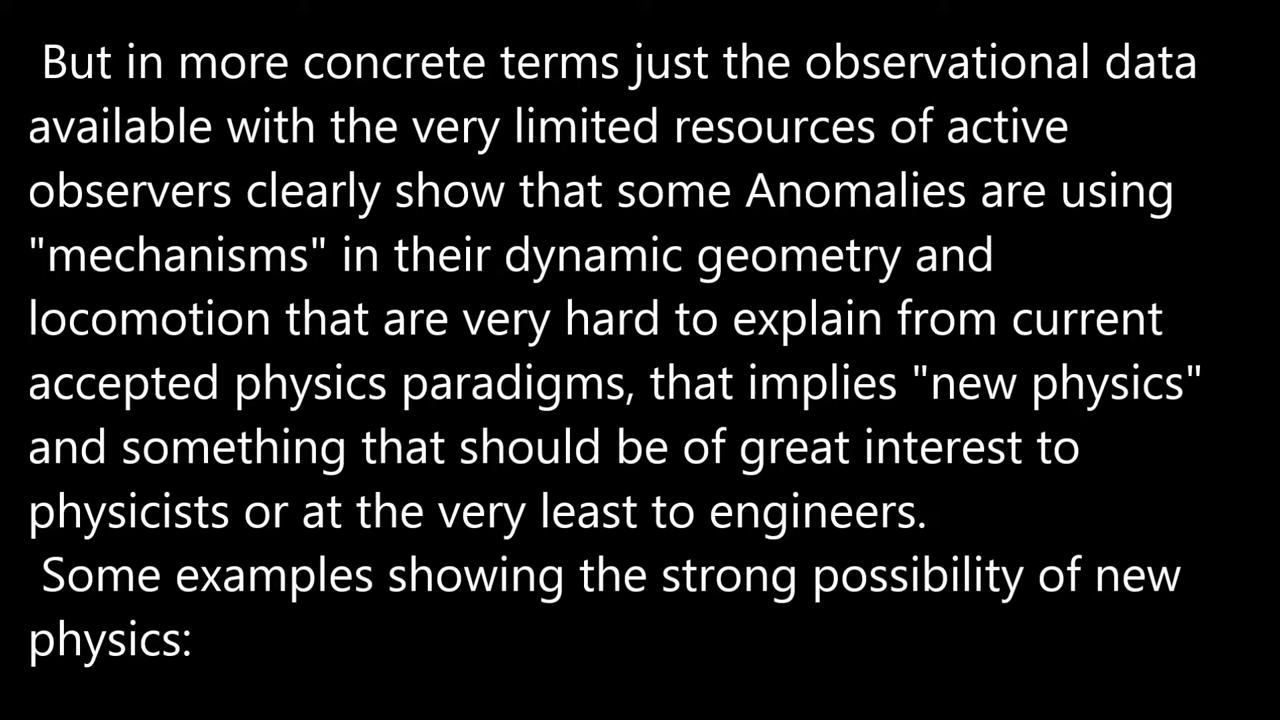 But in more concrete terms just the observational data
available with the very limited resources of active
observers clearly show that some Anomalies are using
"mechanisms" in their dynamic geometry and
locomotion that are very hard to explain from current
accepted physics paradigms, that implies "new physics"
and something that should be of great interest to
physicists or at the very least to engineers.
Some examples showing the strong possibility of new
physics: